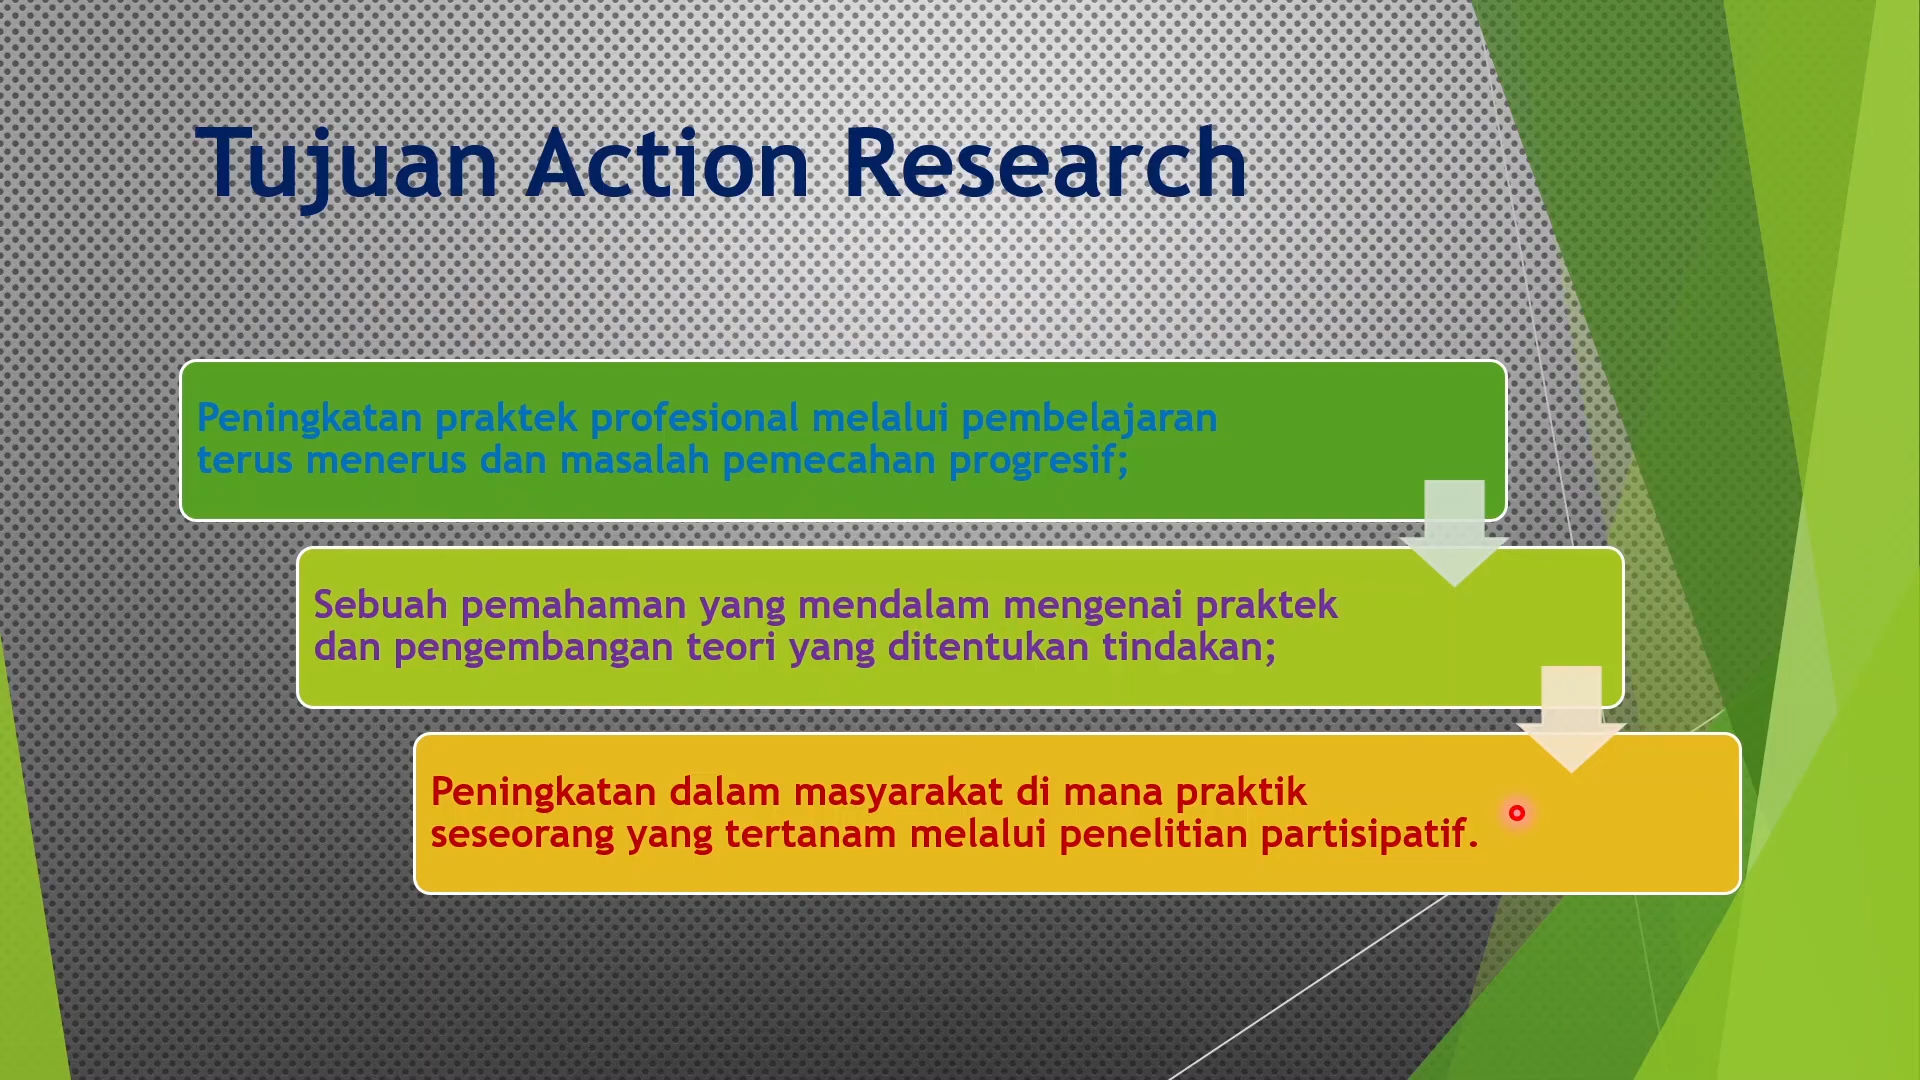 Tujuan Action Research
Peningkatan praktek profesional melalui pembelajaran
terus menerus dan masalah pemecahan progresif;
Sebuah pemahaman yang mendalam mengenai praktek
dan pengembangan teori yang ditentukan tindakan;
Peningkatan dalam masyarakat di mana praktik
seseorang yang tertanam melalui penelitian partisipatif.